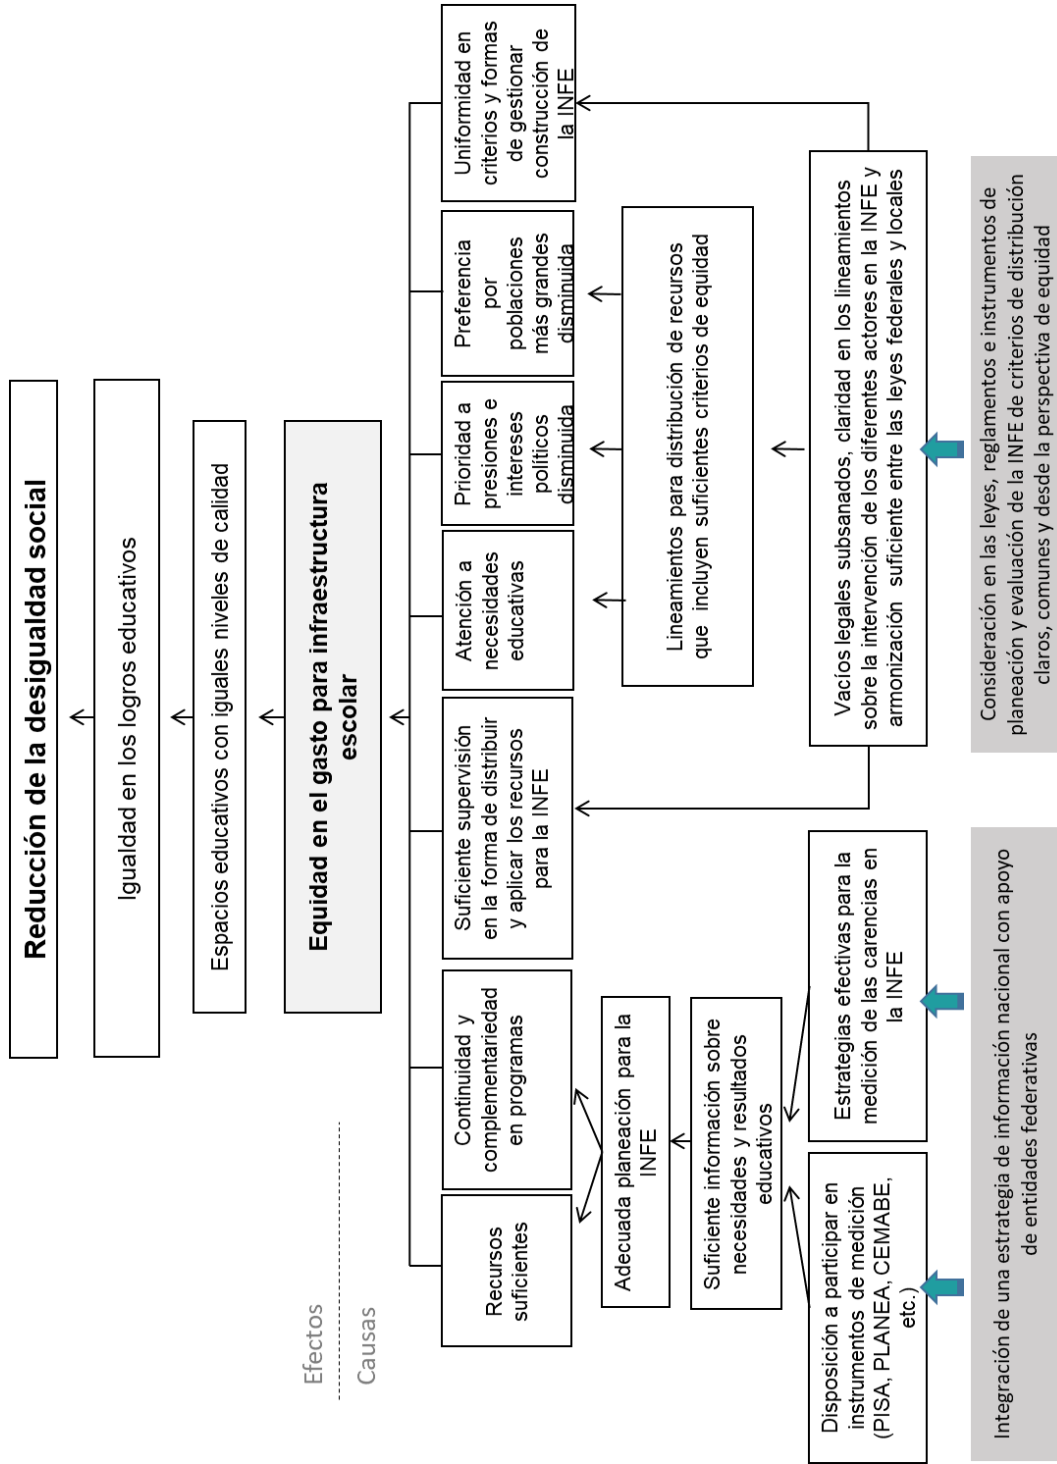 Reducción de la desigualdad social
Igualdad en los logros educativos
Espacios educativos con iguales niveles de calidad
Equidad en el gasto para infraestructura
escolar
Efectos
Causas
Recursos
suficientes
Continuidad y
complementariedad
en programas
Suficiente supervisión
en la forma de distribuir
y aplicar los recursos
para la INFE
Atención a
necesidades
educativas
Prioridad a
presiones e
intereses
políticos
disminuida
Preferencia
por
poblaciones
más grandes
disminuida
Uniformidad en
criterios y formas
de gestionar
construcción de
la INFE
Adecuada planeación para la
INFE
Lineamientos para distribución de recursos
que incluyen suficientes criterios de equidad
Suficiente información sobre
necesidades y resultados
educativos
Disposición a participar en
instrumentos de medición
(PISA, PLANEA, CEMABE,
etc.)
Estrategias efectivas para la
medición de las carencias en
la INFE
Vacíos legales subsanados, claridad en los lineamientos
sobre la intervención de los diferentes actores en la INFE y
armonización suficiente entre las leyes federales y locales
Integración de una estrategia de información nacional con apoyo
de entidades federativas
Consideración en las leyes, reglamentos e instrumentos de
planeación y evaluación de la INFE de criterios de distribución
claros, comunes y desde la perspectiva de equidad